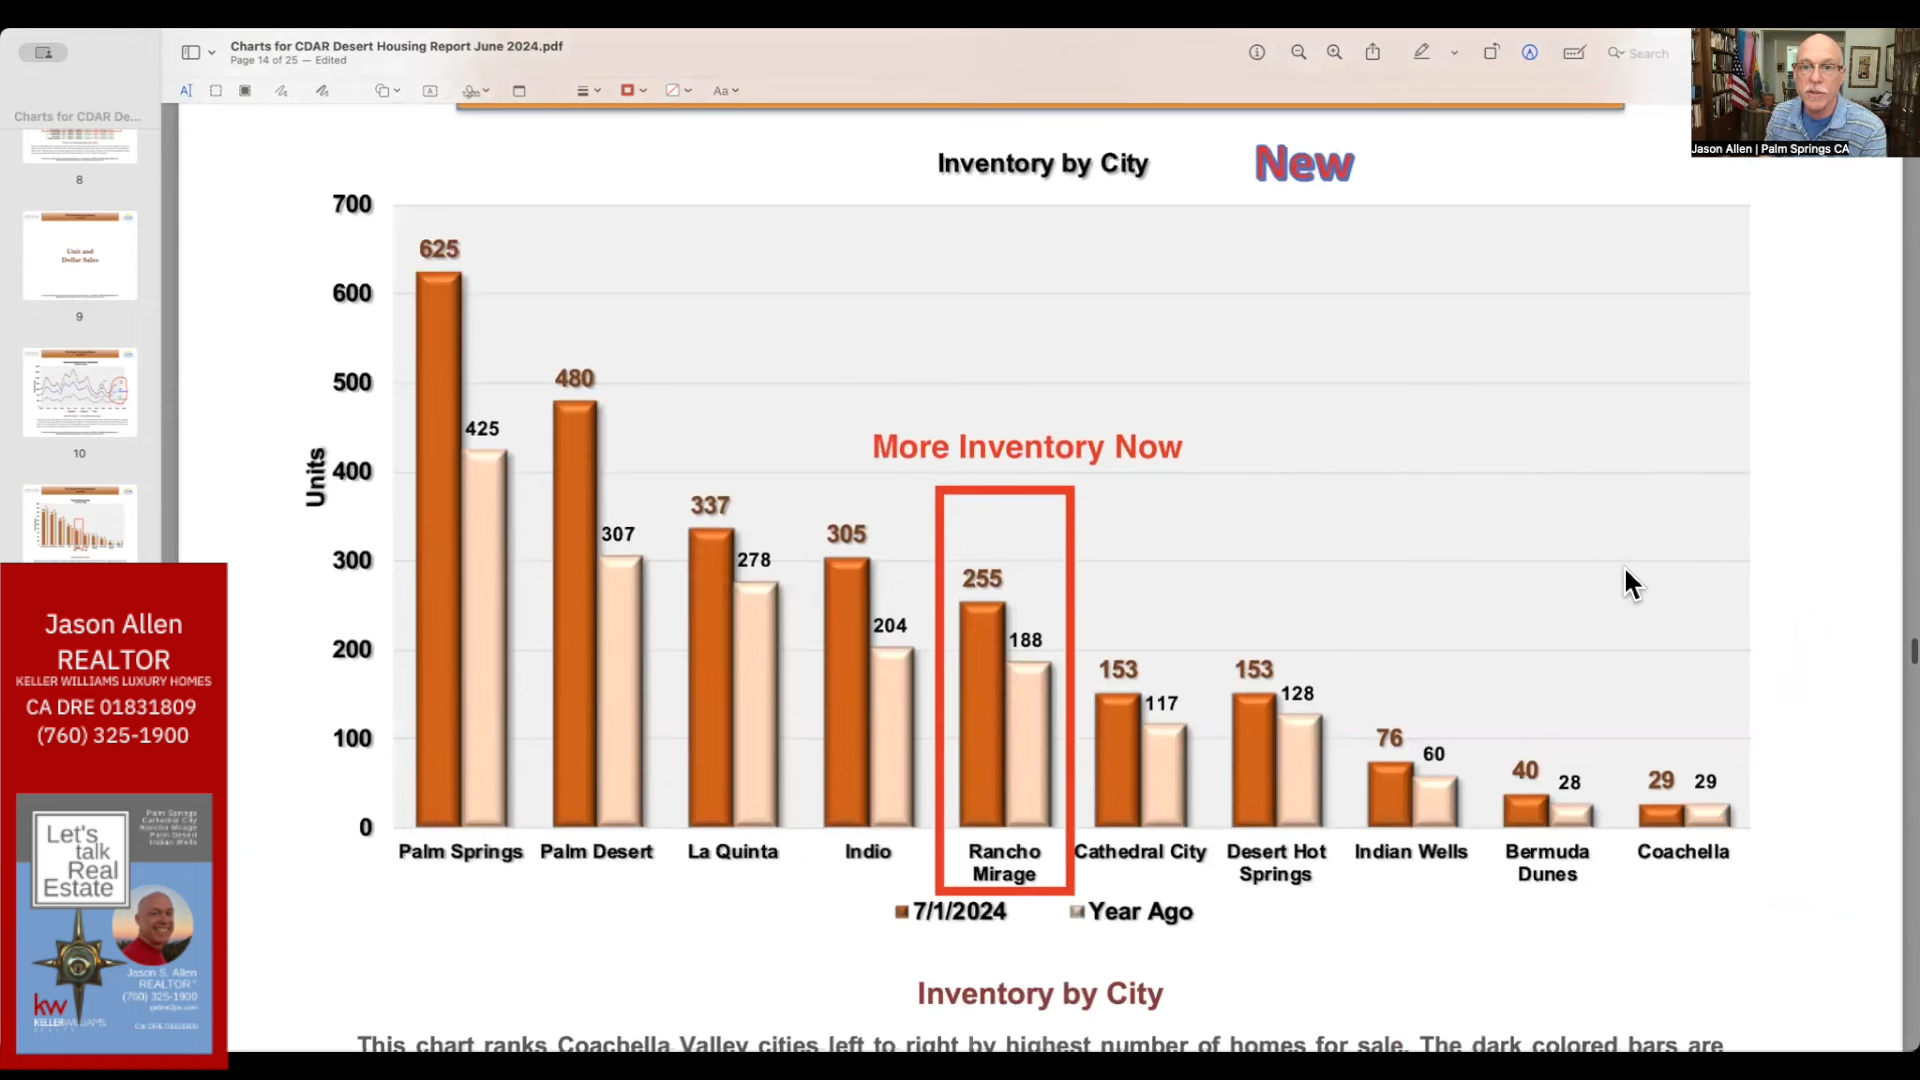 Charts for CDAR Desert Housing Report June 2024.pdf
Page 14 of 25 — Edited
Search
Aa
Charts for CDAR De...
8
Unit and
Dollar Sales
9
10
Jason Allen | Palm Springs CA
Inventory by City
New
Units
700
600
500
400
300
200
100
0
625
425
480
307
337
278
305
204
255
188
153
117
153
128
76
60
40
28
29
29
More Inventory Now
Palm Springs
Palm Desert
La Quinta
Indio
Rancho
Mirage
Cathedral City
Desert Hot
Springs
Indian Wells
Bermuda
Dunes
Coachella
7/1/2024
Year Ago
Inventory by City
This chart ranks Coachella Valley cities left to right by highest number of homes for sale. The dark colored bars are
Jason Allen
REALTOR
KELLER WILLIAMS LUXURY HOMES
CA DRE 01831809
(760) 325-1900
Let's
talk
Real
Estate
Palm Springs
Cathedral City
Rancho Mirage
Palm Desert
Indian Wells
Jason S. Allen
REALTOR®
(760) 325-1900
CA DRE 01831809
kw
KELLERWILLIAMS
REALTY